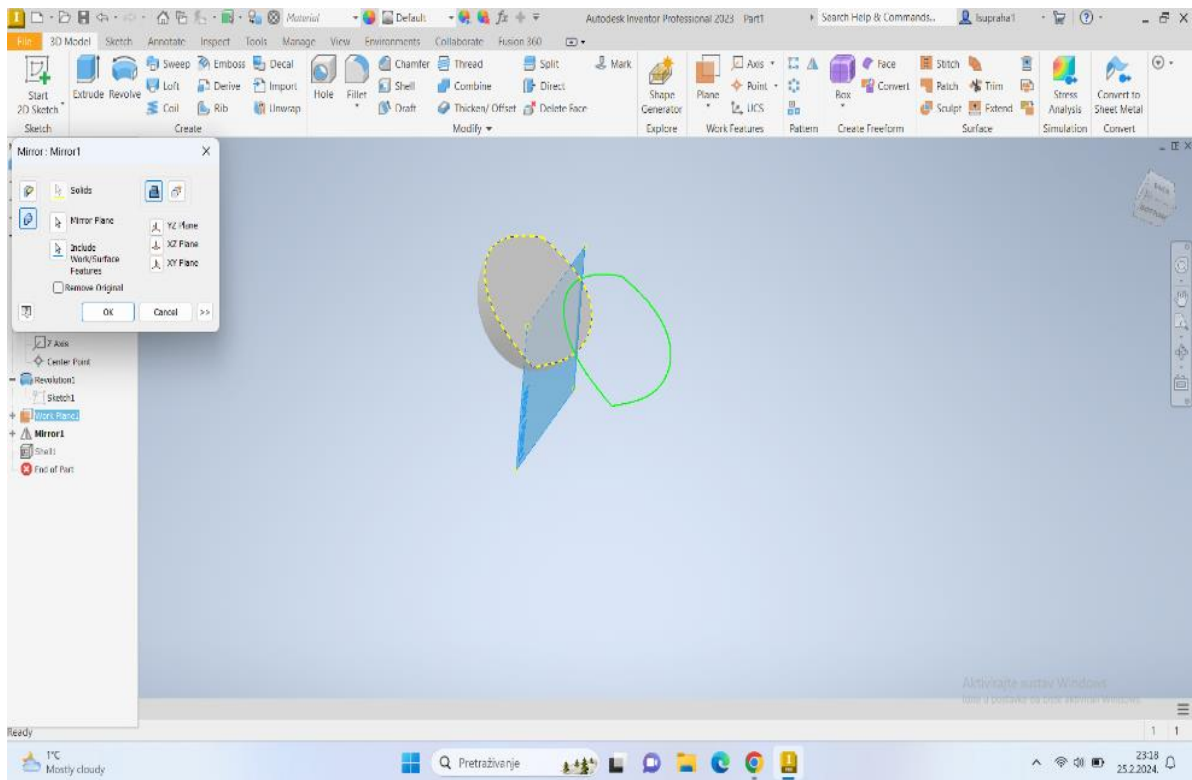 Material
Default
Autodesk Inventor Professional 2023 Part1
Search Help & Commands...
lsupraha1
File 3D Model Sketch Annotate Inspect Tools Manage View Environments Collaborate Fusion 360
Start
2D Sketch
Extrude
Revolve
Sweep
Emboss
Decal
Loft
Derive
Import
Coil
Rib
Unwrap
Hole
Fillet
Chamfer
Thread
Split
Mark
Shell
Combine
Direct
Draft
Thicken/ Offset
Delete Face
Shape
Generator
Plane
Axis
Point
UCS
Box
Face
Convert
Stitch
Patch
Trim
Sculpt
Extend
Stress
Analysis
Convert to
Sheet Metal
Sketch
Create
Modify
Explore
Work Features
Pattern
Create Freeform
Surface
Simulation
Convert
Mirror : Mirror1
Solids
Mirror Plane
YZ Plane
XZ Plane
XY Plane
Include
Work/Surface
Features
Remove Original
OK
Cancel
>>
Z Axis
Center Point
Revolution1
Sketch1
Work Plane1
Mirror1
Shell1
End of Part
Aktivirajte sustav Windows
Ready
1 1
1°C
Mostly cloudy
Pretraživanje
23:18
25.2.2024.